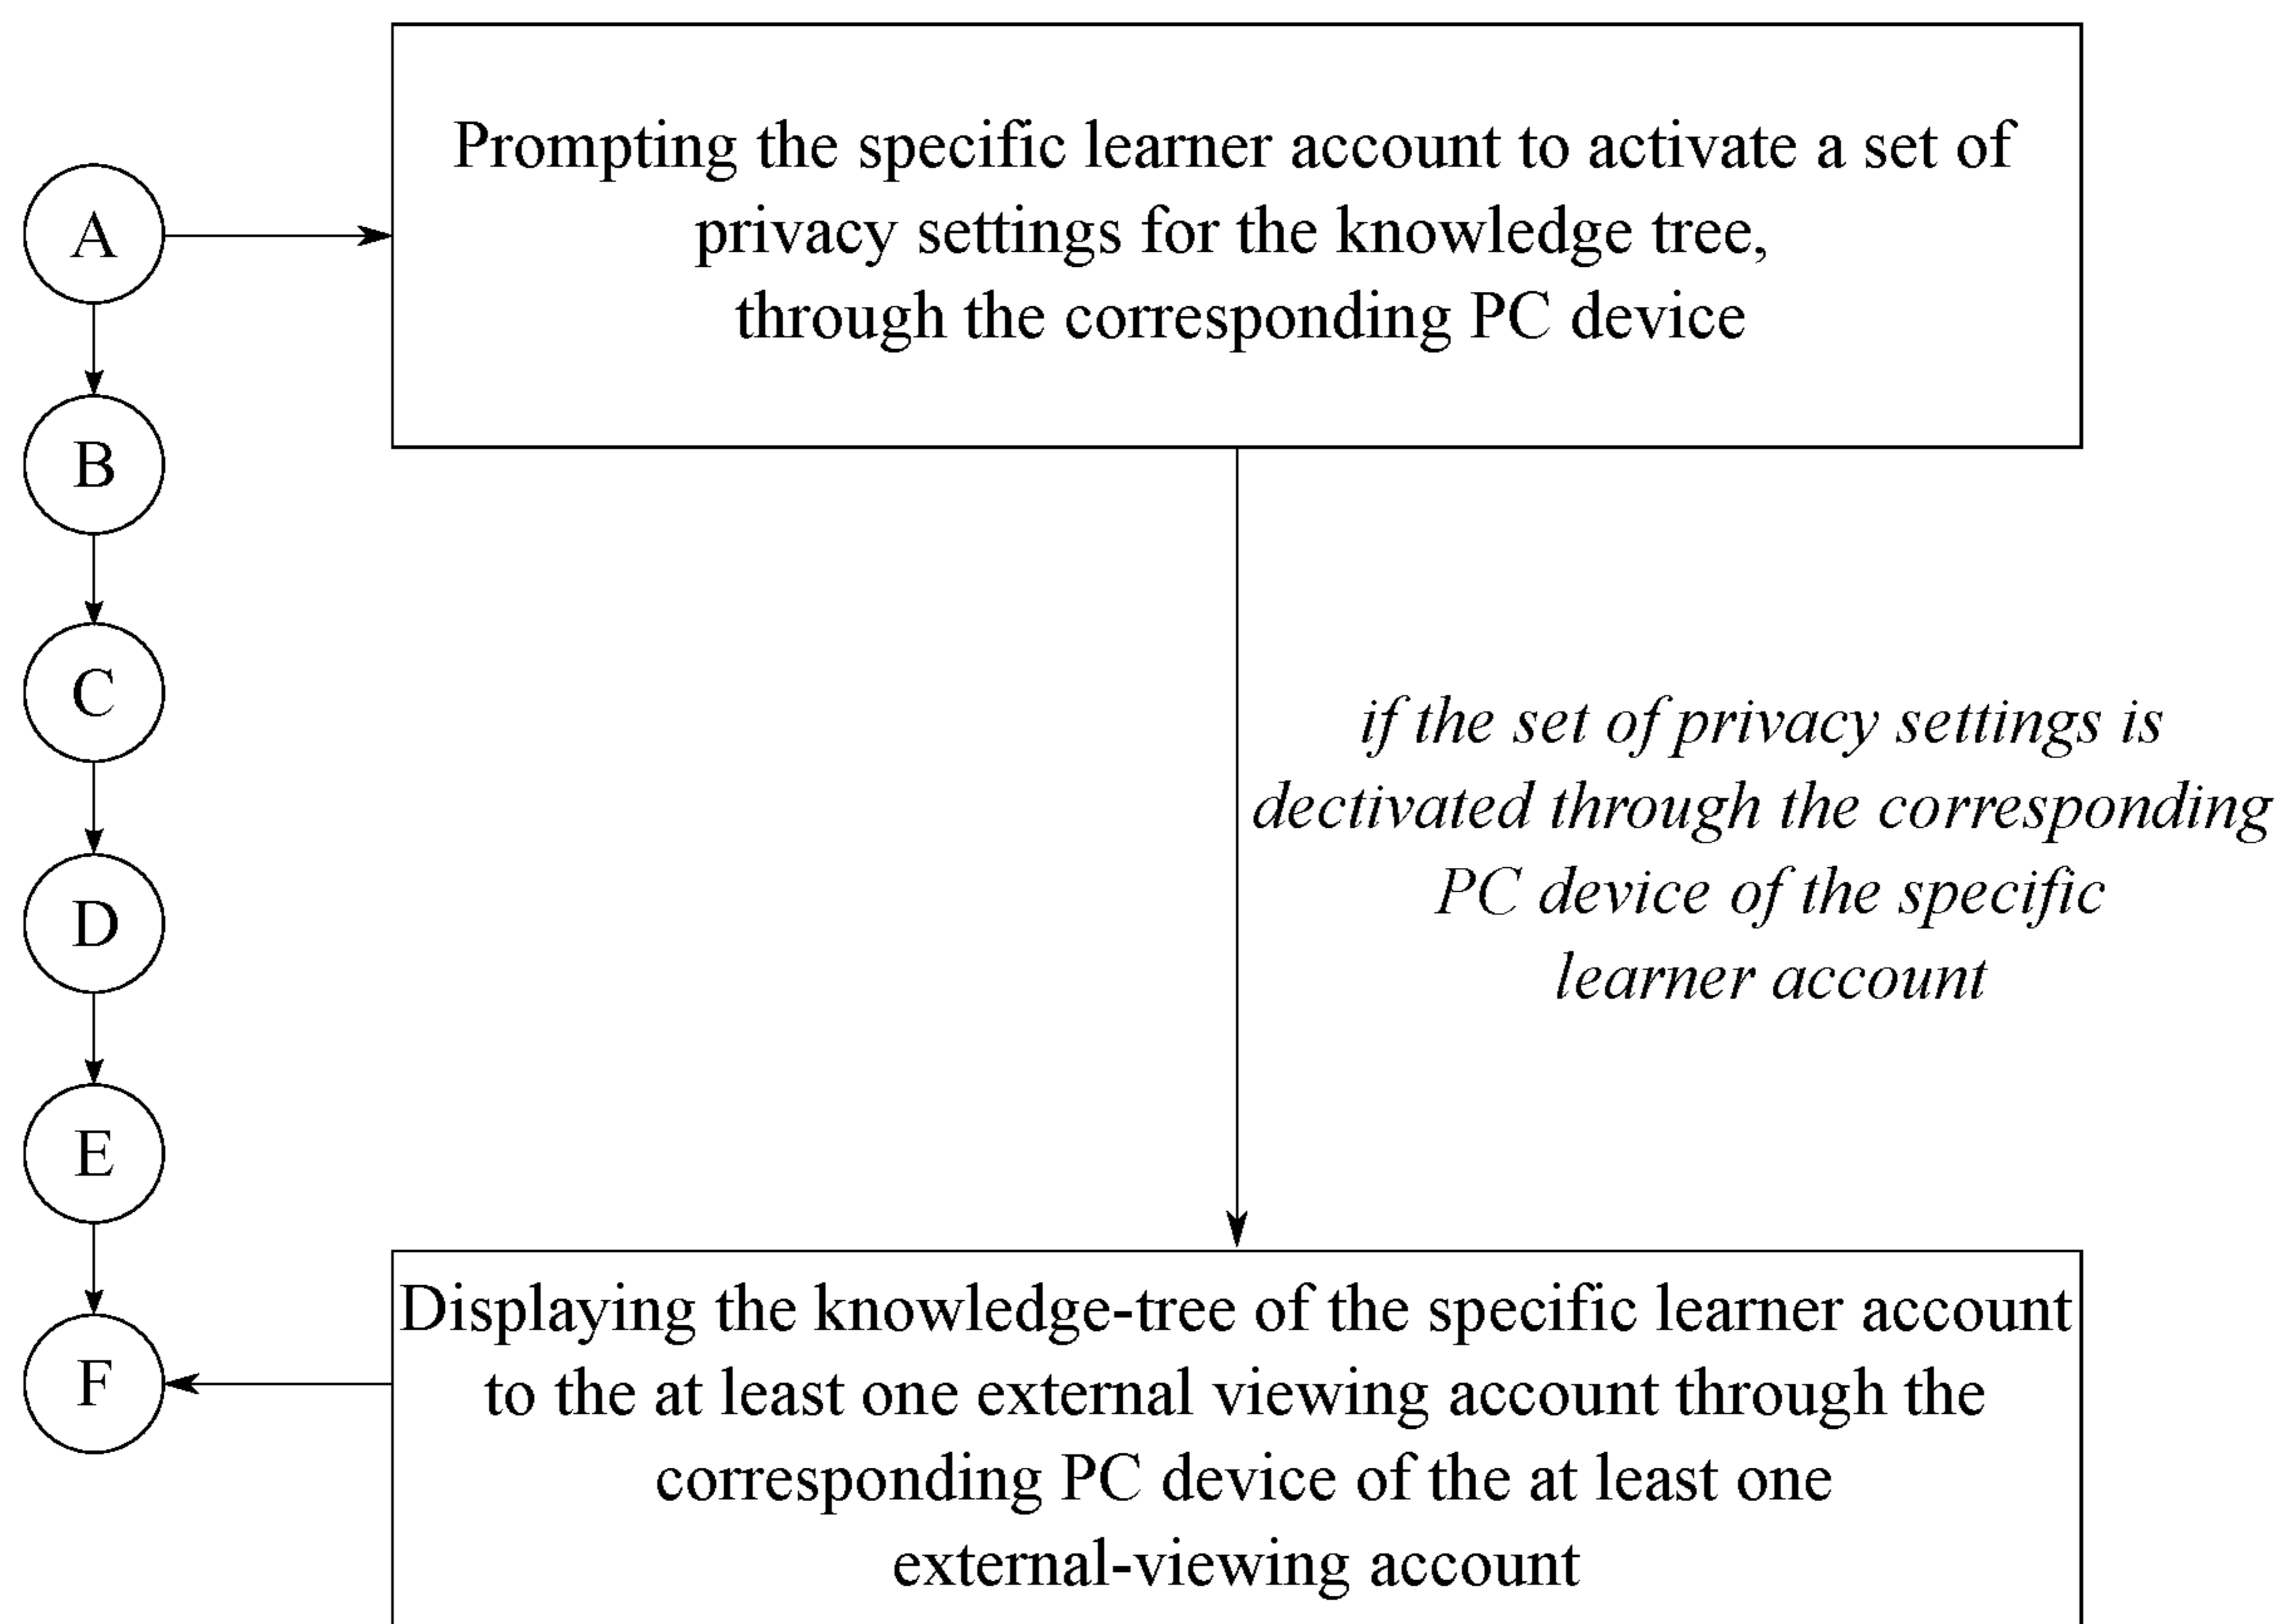 A
Prompting the specific learner account to activate a set of
privacy settings for the knowledge tree,
through the corresponding PC device
B
C
if the set of privacy settings is
dectivated through the corresponding
PC device of the specific
learner account
D
E
F
Displaying the knowledge-tree of the specific learner account
to the at least one external viewing account through the
corresponding PC device of the at least one
external-viewing account